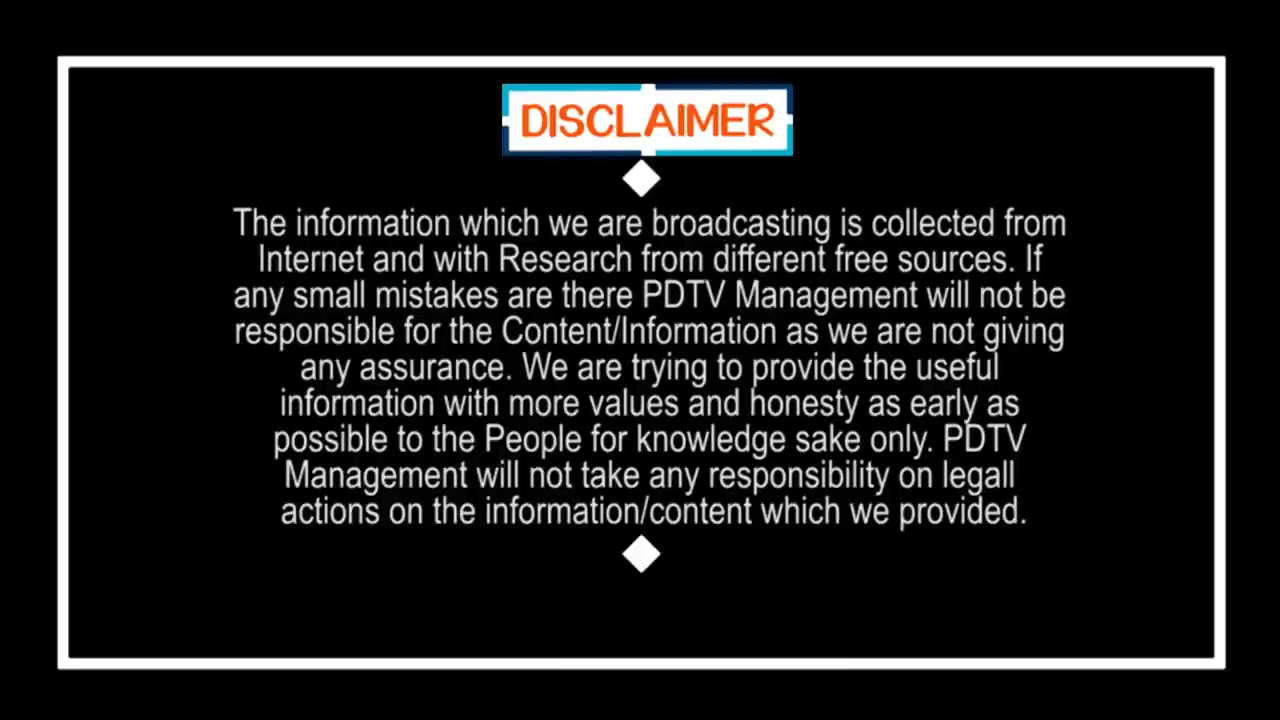 DISCLAIMER
The information which we are broadcasting is collected from
Internet and with Research from different free sources. If
any small mistakes are there PDTV Management will not be
responsible for the Content/Information as we are not giving
any assurance. We are trying to provide the useful
information with more values and honesty as early as
possible to the People for knowledge sake only. PDTV
Management will not take any responsibility on legall
actions on the information/content which we provided.